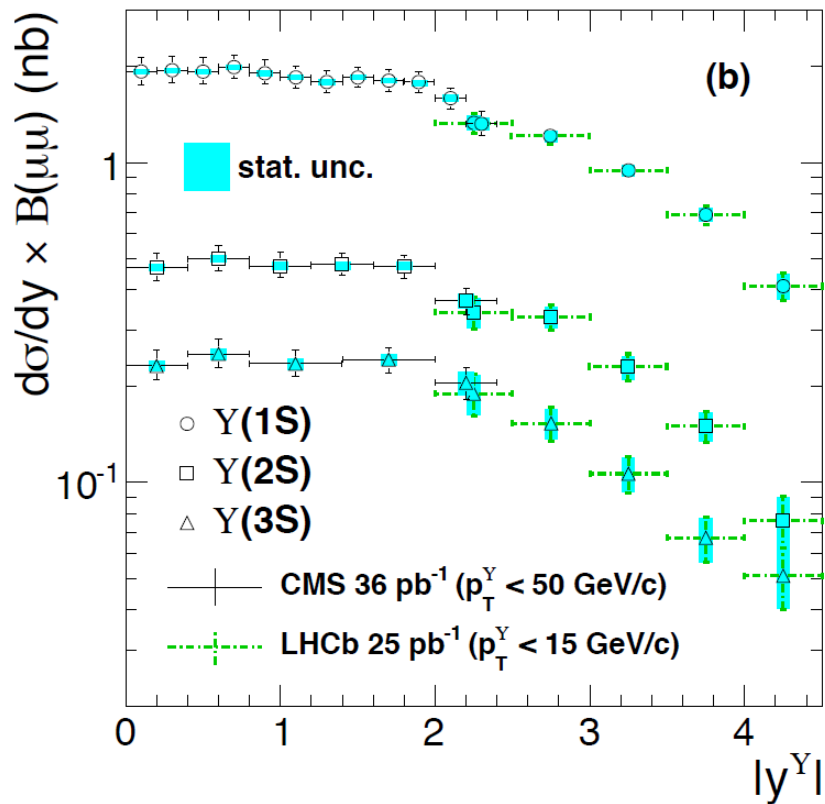 dσ/dy × B(μμ) (nb)
(b)
1
stat. unc.
10⁻¹
ϒ(1S)
ϒ(2S)
ϒ(3S)
CMS 36 pb⁻¹ (p_T^ϒ < 50 GeV/c)
LHCb 25 pb⁻¹ (p_T^ϒ < 15 GeV/c)
0 1 2 3 4
|y^ϒ|